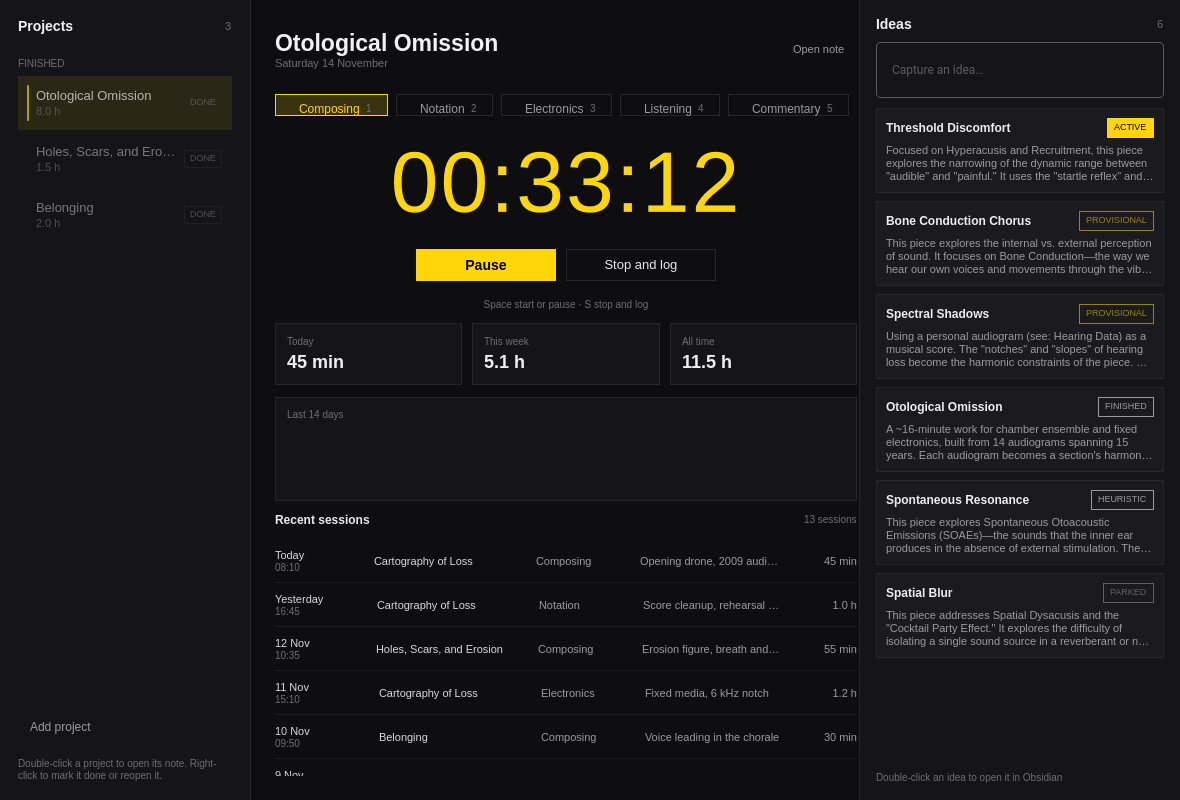 Projects 3
FINISHED
Otological Omission
8.0 h
DONE
Holes, Scars, and Ero…
1.5 h
DONE
Belonging
2.0 h
DONE
Add project
Double-click a project to open its note. Right-
click to mark it done or reopen it.
Otological Omission
Saturday 14 November
Open note
Composing 1
Notation 2
Electronics 3
Listening 4
Commentary 5
00:33:12
Pause
Stop and log
Space start or pause · S stop and log
Today
45 min
This week
5.1 h
All time
11.5 h
Last 14 days
Recent sessions
13 sessions
Today
08:10
Cartography of Loss
Composing
Opening drone, 2009 audi…
45 min
Yesterday
16:45
Cartography of Loss
Notation
Score cleanup, rehearsal …
1.0 h
12 Nov
10:35
Holes, Scars, and Erosion
Composing
Erosion figure, breath and…
55 min
11 Nov
15:10
Cartography of Loss
Electronics
Fixed media, 6 kHz notch
1.2 h
10 Nov
09:50
Belonging
Composing
Voice leading in the chorale
30 min
9 Nov
Ideas 6
Capture an idea…
Threshold Discomfort
ACTIVE
Focused on Hyperacusis and Recruitment, this piece
explores the narrowing of the dynamic range between
"audible" and "painful." It uses the "startle reflex" and…
Bone Conduction Chorus
PROVISIONAL
This piece explores the internal vs. external perception
of sound. It focuses on Bone Conduction—the way we
hear our own voices and movements through the vib…
Spectral Shadows
PROVISIONAL
Using a personal audiogram (see: Hearing Data) as a
musical score. The "notches" and "slopes" of hearing
loss become the harmonic constraints of the piece. …
Otological Omission
FINISHED
A ~16-minute work for chamber ensemble and fixed
electronics, built from 14 audiograms spanning 15
years. Each audiogram becomes a section's harmon…
Spontaneous Resonance
HEURISTIC
This piece explores Spontaneous Otoacoustic
Emissions (SOAEs)—the sounds that the inner ear
produces in the absence of external stimulation. The…
Spatial Blur
PARKED
This piece addresses Spatial Dysacusis and the
"Cocktail Party Effect." It explores the difficulty of
isolating a single sound source in a reverberant or n…
Double-click an idea to open it in Obsidian